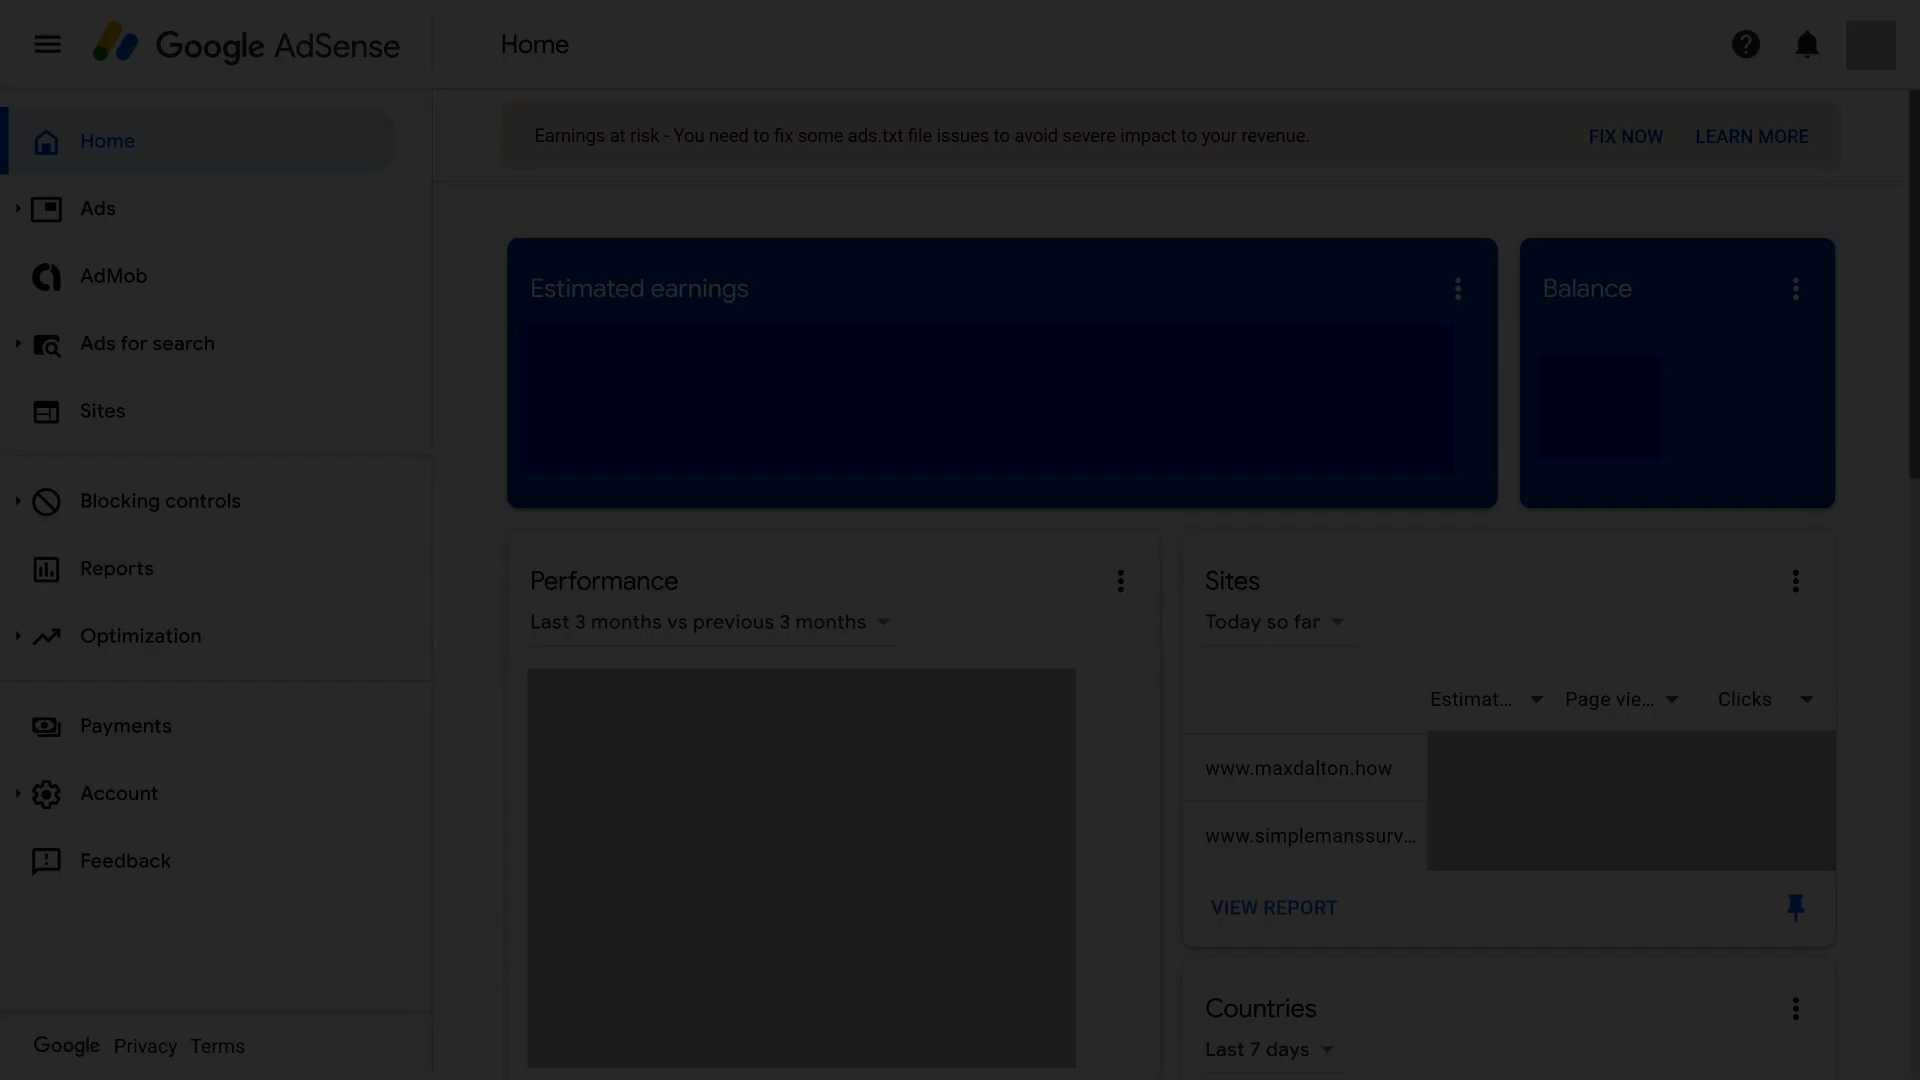 Google AdSense
Home
Home
Ads
AdMob
Ads for search
Sites
Blocking controls
Reports
Optimization
Payments
Account
Feedback
Google Privacy Terms
Earnings at risk - You need to fix some ads.txt file issues to avoid severe impact to your revenue.
FIX NOW LEARN MORE
Estimated earnings
Balance
Performance
Last 3 months vs previous 3 months
Sites
Today so far
Estimat... Page vie... Clicks
www.maxdalton.how
www.simplemanssurv...
VIEW REPORT
Countries
Last 7 days